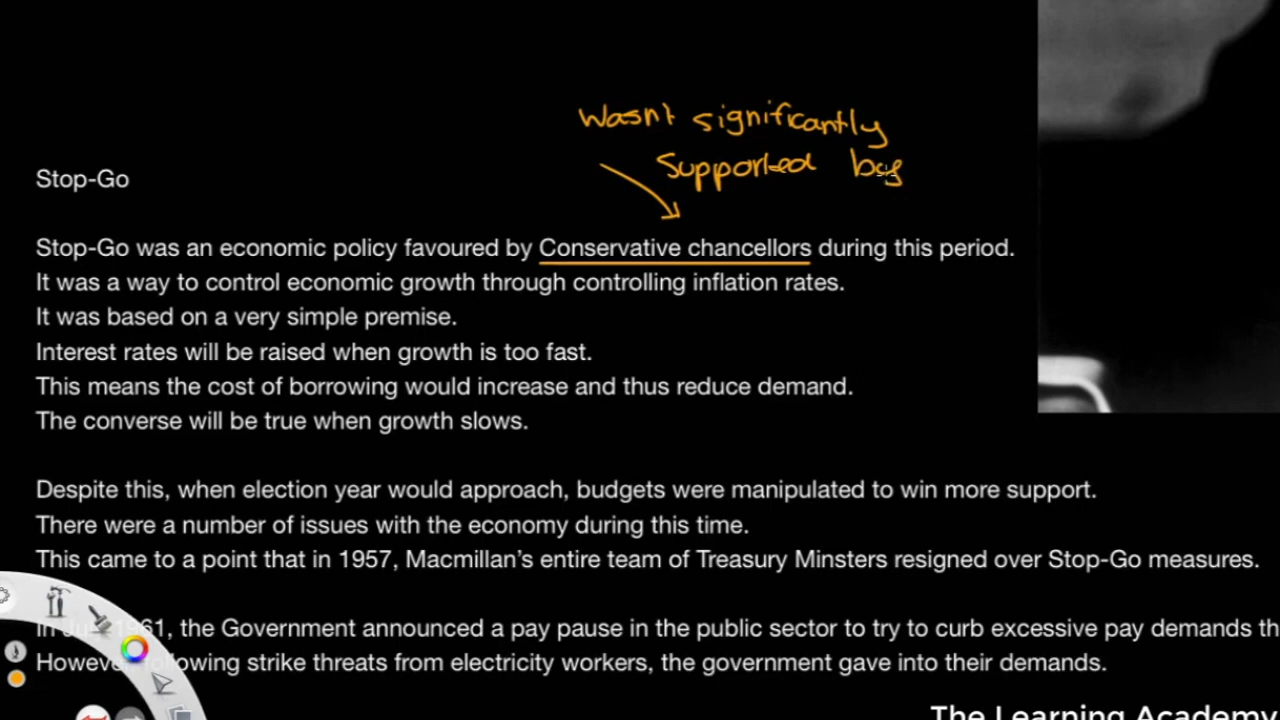 Wasn't significantly
supported by
Stop-Go
Stop-Go was an economic policy favoured by Conservative chancellors during this period.
It was a way to control economic growth through controlling inflation rates.
It was based on a very simple premise.
Interest rates will be raised when growth is too fast.
This means the cost of borrowing would increase and thus reduce demand.
The converse will be true when growth slows.
Despite this, when election year would approach, budgets were manipulated to win more support.
There were a number of issues with the economy during this time.
This came to a point that in 1957, Macmillan's entire team of Treasury Minsters resigned over Stop-Go measures.
In 1961, the Government announced a pay pause in the public sector to try to curb excessive pay demands th
following strike threats from electricity workers, the government gave into their demands.
The Learning Academy